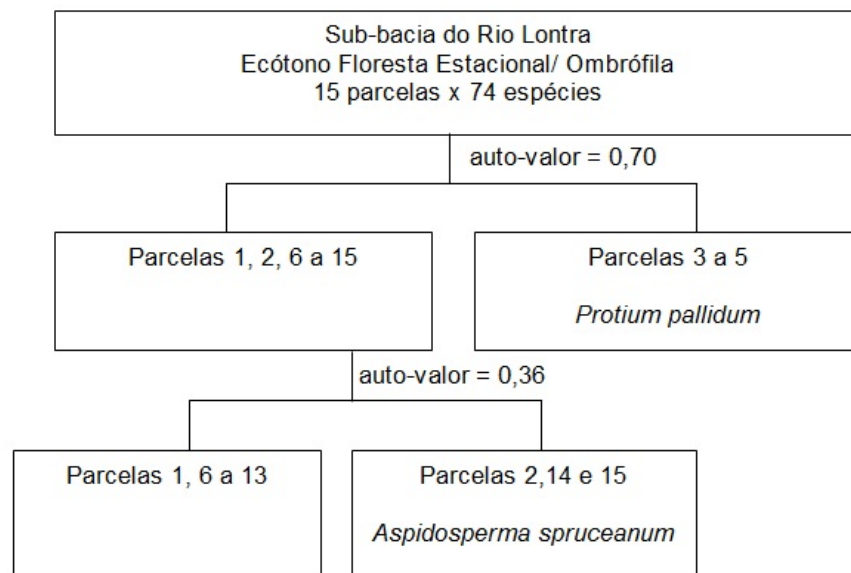 Sub-bacia do Rio Lontra
Ecótono Floresta Estacional/ Ombrófila
15 parcelas x 74 espécies
auto-valor = 0,70
Parcelas 1, 2, 6 a 15
Parcelas 3 a 5
Protium pallidum
auto-valor = 0,36
Parcelas 1, 6 a 13
Parcelas 2,14 e 15
Aspidosperma spruceanum